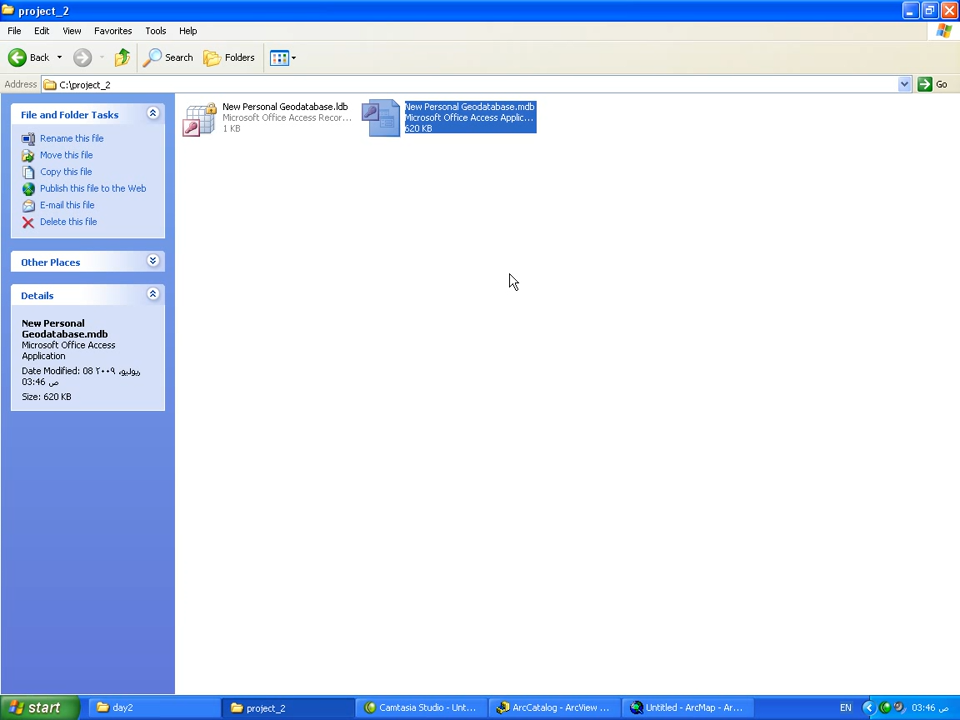 project_2
File Edit View Favorites Tools Help
Back Search Folders
Address C:\project_2 Go
File and Folder Tasks
Rename this file
Move this file
Copy this file
Publish this file to the Web
E-mail this file
Delete this file
Other Places
Details
New Personal
Geodatabase.mdb
Microsoft Office Access
Application
Date Modified: 08 يوليو, ٢٠٠٩
03:46 ص
Size: 620 KB
New Personal Geodatabase.ldb
Microsoft Office Access Recor...
1 KB
New Personal Geodatabase.mdb
Microsoft Office Access Applic...
620 KB
start day2 project_2 Camtasia Studio - Unt... ArcCatalog - ArcView ... Untitled - ArcMap - Ar... EN 03:46 ص